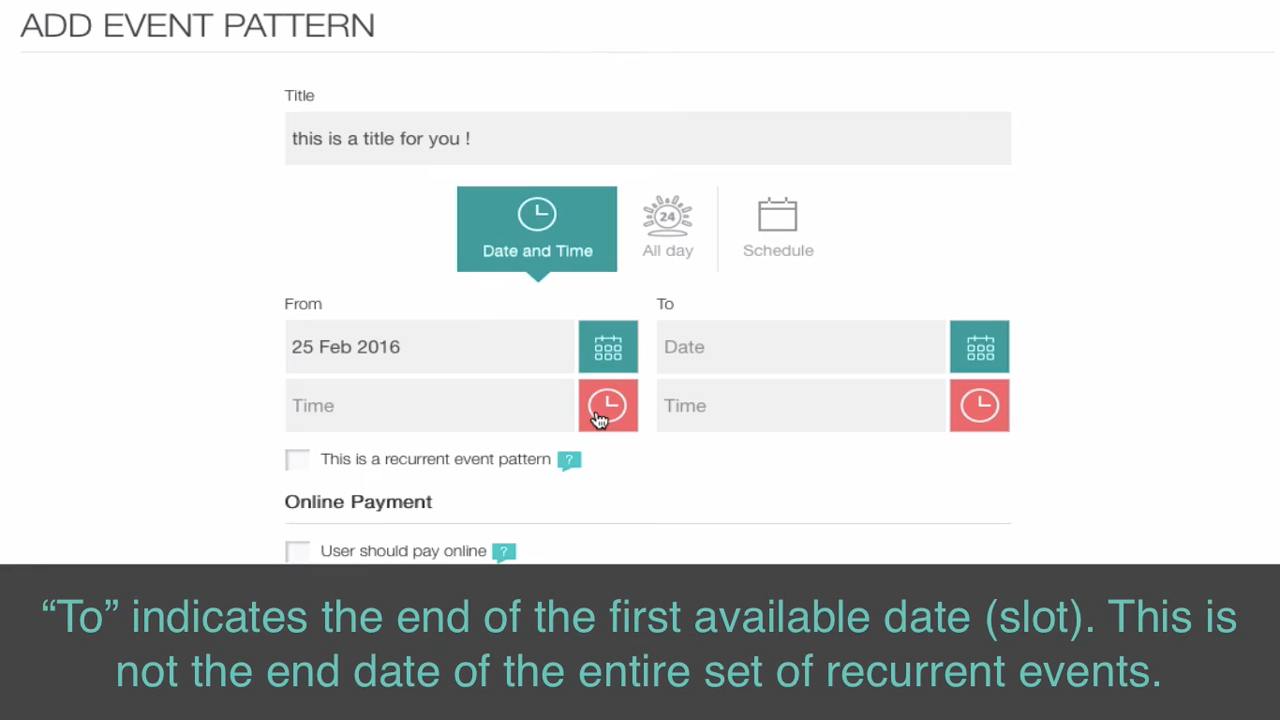 ADD EVENT PATTERN
Title
this is a title for you !
24
Date and Time
All day
Schedule
From
To
25 Feb 2016
Date
Time
Time
This is a recurrent event pattern ?
Online Payment
User should pay online ?
“To” indicates the end of the first available date (slot). This is
not the end date of the entire set of recurrent events.